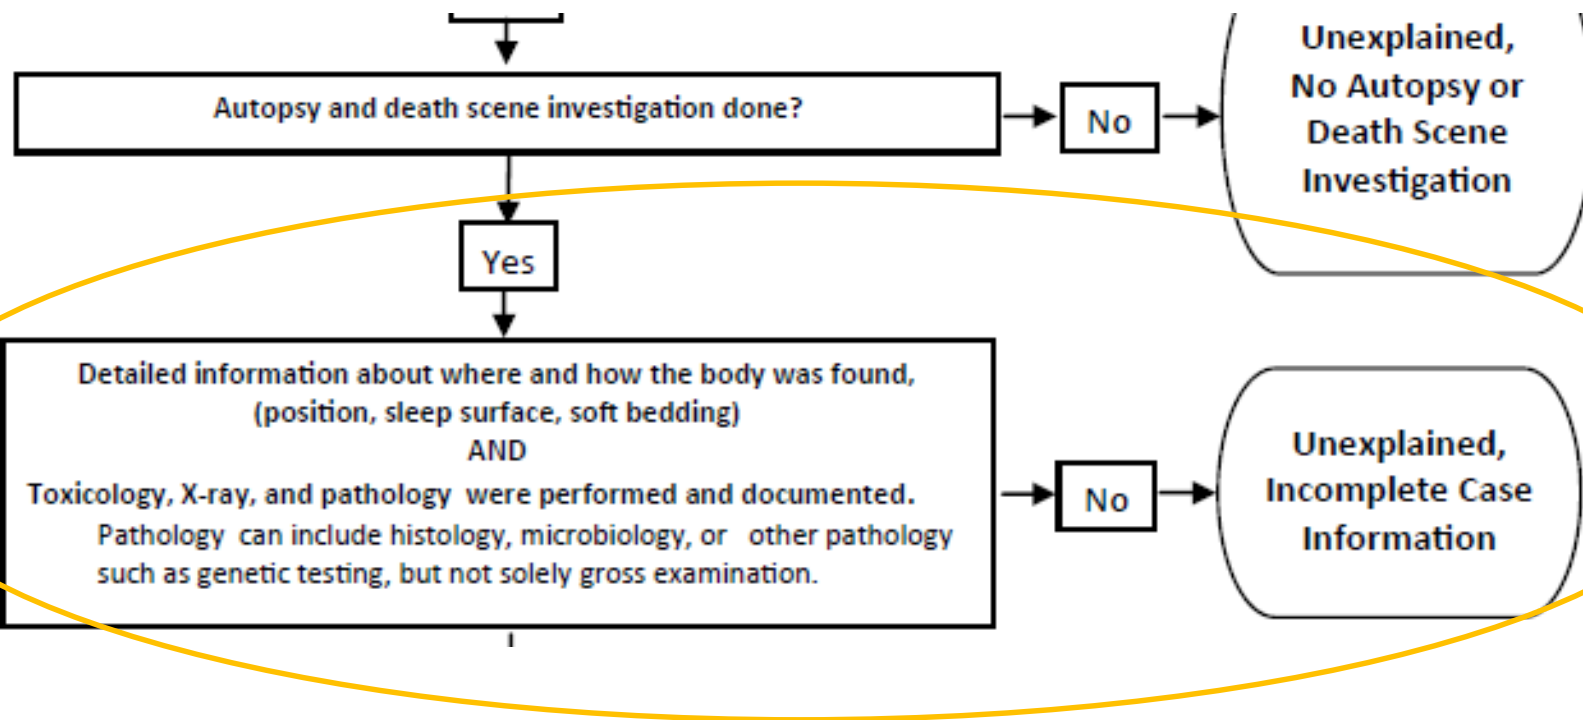 Unexplained,
No Autopsy or
Death Scene
Investigation
Autopsy and death scene investigation done?
No
Yes
Detailed information about where and how the body was found,
(position, sleep surface, soft bedding)
AND
Toxicology, X-ray, and pathology were performed and documented.
Pathology can include histology, microbiology, or other pathology
such as genetic testing, but not solely gross examination.
No
Unexplained,
Incomplete Case
Information